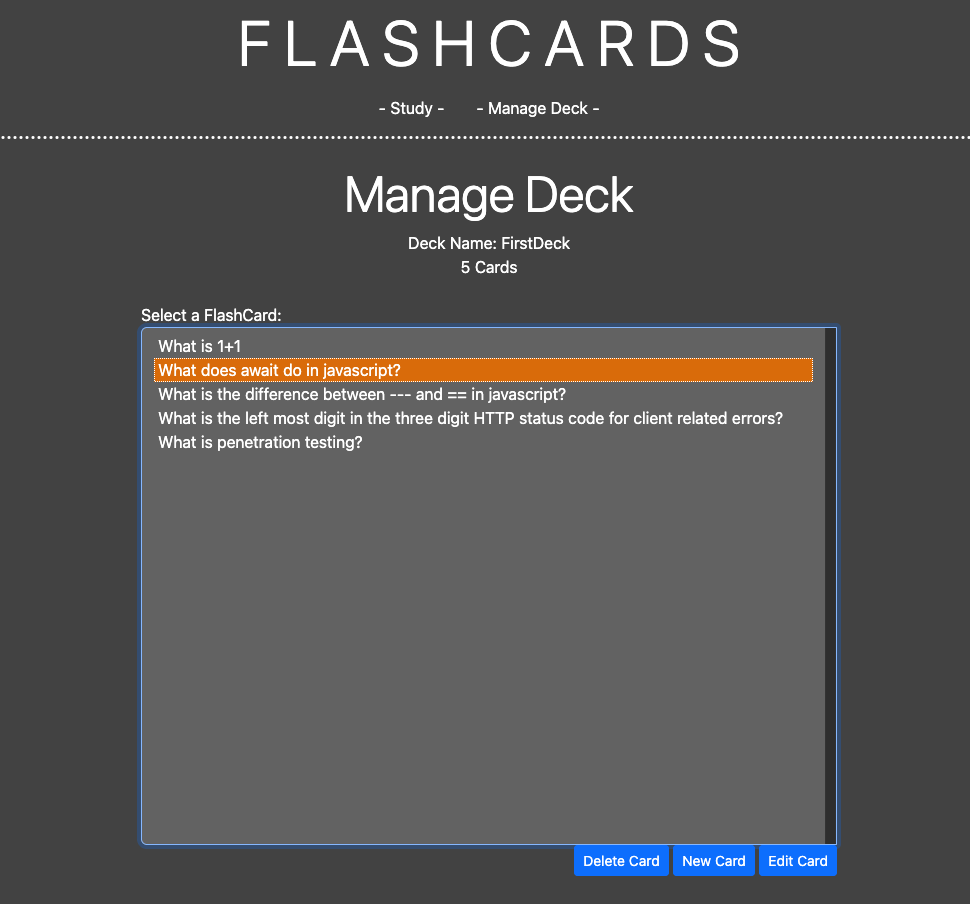 FLASHCARDS
- Study - - Manage Deck -
Manage Deck
Deck Name: FirstDeck
5 Cards
Select a FlashCard:
What is 1+1
What does await do in javascript?
What is the difference between --- and == in javascript?
What is the left most digit in the three digit HTTP status code for client related errors?
What is penetration testing?
Delete Card New Card Edit Card